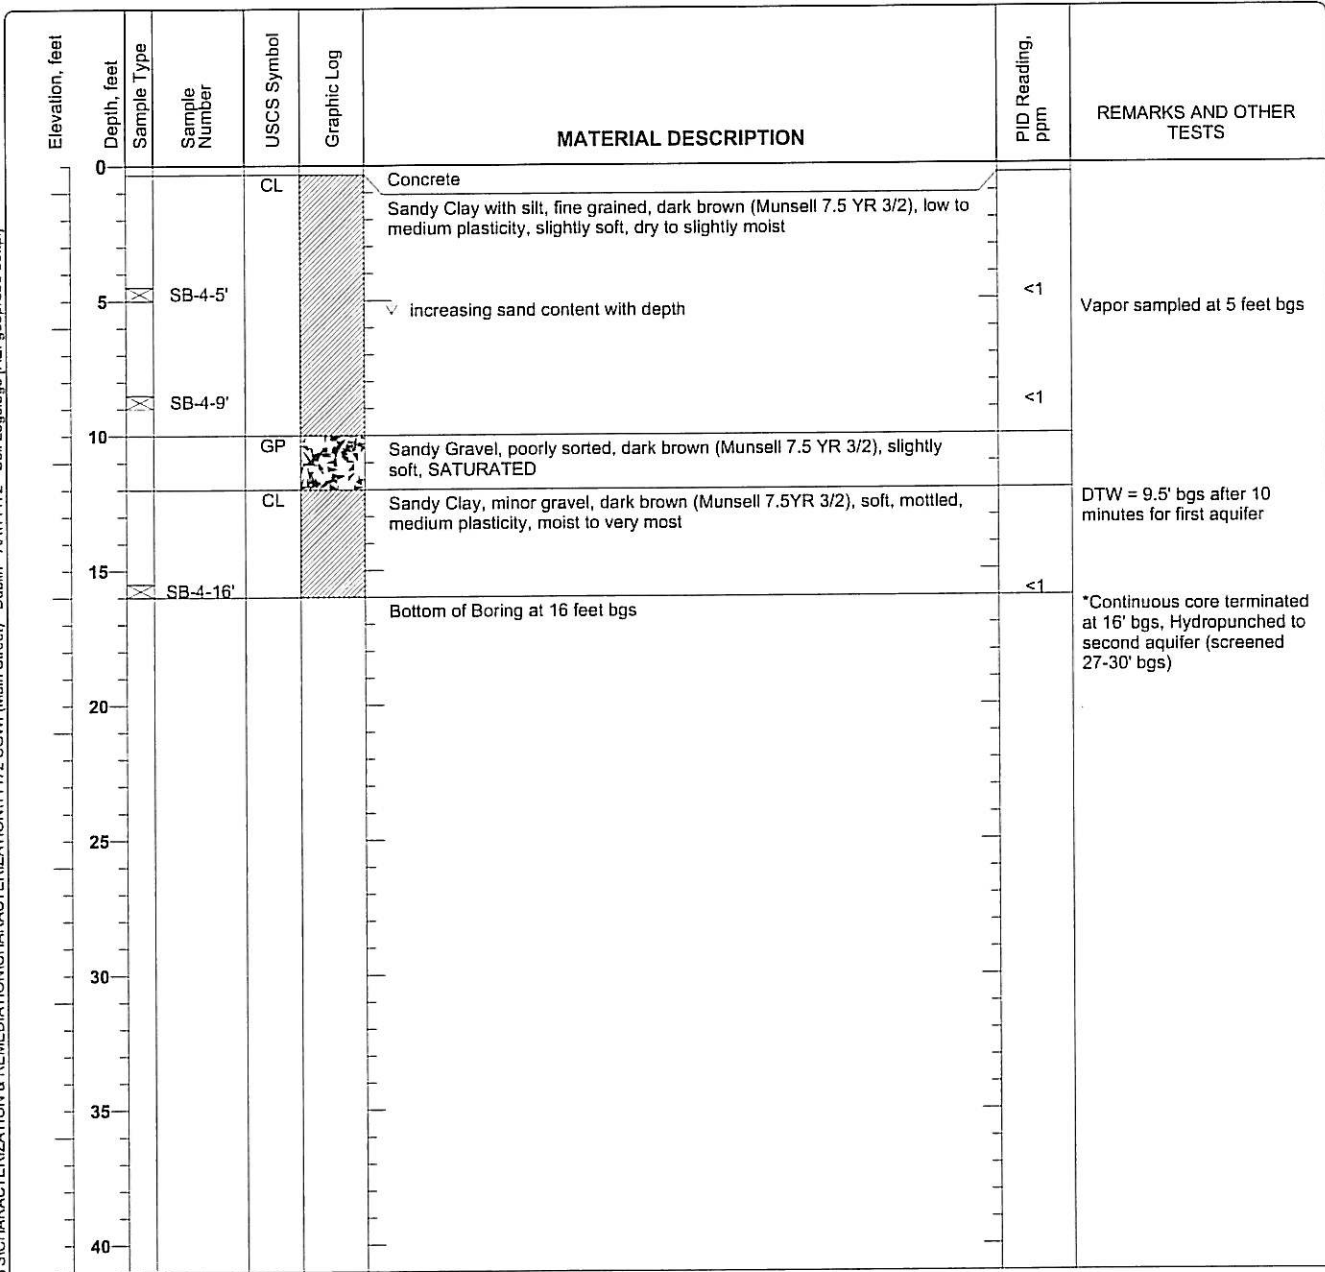 Elevation, feet
Depth, feet
Sample Type
Sample
Number
USCS Symbol
Graphic Log
MATERIAL DESCRIPTION
PID Reading,
ppm
REMARKS AND OTHER
TESTS
0
CL
Concrete
Sandy Clay with silt, fine grained, dark brown (Munsell 7.5 YR 3/2), low to
medium plasticity, slightly soft, dry to slightly moist
5
SB-4-5'
increasing sand content with depth
<1
Vapor sampled at 5 feet bgs
SB-4-9'
<1
10
GP
Sandy Gravel, poorly sorted, dark brown (Munsell 7.5 YR 3/2), slightly
soft, SATURATED
CL
Sandy Clay, minor gravel, dark brown (Munsell 7.5YR 3/2), soft, mottled,
medium plasticity, moist to very most
DTW = 9.5' bgs after 10
minutes for first aquifer
15
SB-4-16'
<1
Bottom of Boring at 16 feet bgs
*Continuous core terminated
at 16' bgs, Hydropunched to
second aquifer (screened
27-30' bgs)
20
25
30
35
40